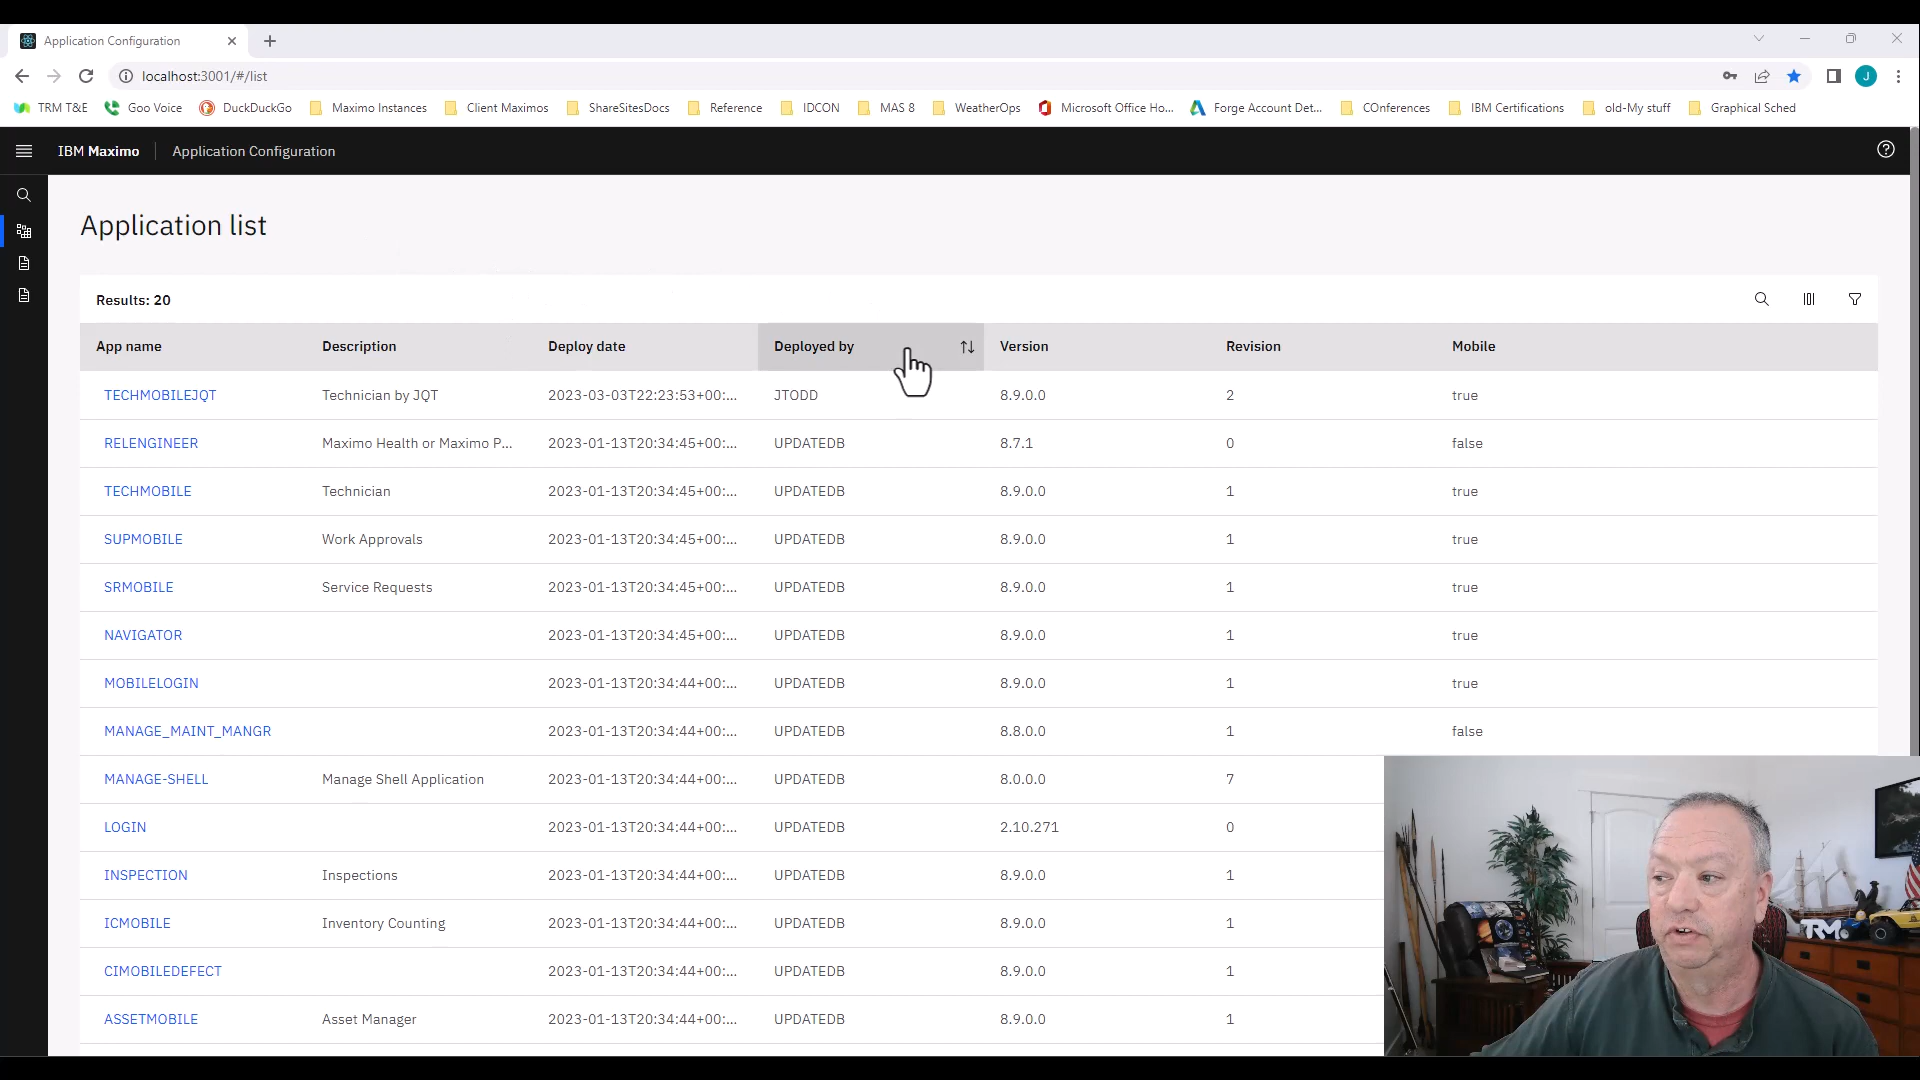 Application Configuration
localhost:3001/#/list
J
TRM T&E Goo Voice DuckDuckGo Maximo Instances Client Maximos ShareSitesDocs Reference IDCON MAS 8 WeatherOps Microsoft Office Ho... Forge Account Det... COnferences IBM Certifications old-My stuff Graphical Sched
IBM Maximo Application Configuration
Application list
Results: 20
App name Description Deploy date Deployed by Version Revision Mobile
TECHMOBILEJQT Technician by JQT 2023-03-03T22:23:53+00:... JTODD 8.9.0.0 2 true
RELENGINEER Maximo Health or Maximo P... 2023-01-13T20:34:45+00:... UPDATEDB 8.7.1 0 false
TECHMOBILE Technician 2023-01-13T20:34:45+00:... UPDATEDB 8.9.0.0 1 true
SUPMOBILE Work Approvals 2023-01-13T20:34:45+00:... UPDATEDB 8.9.0.0 1 true
SRMOBILE Service Requests 2023-01-13T20:34:45+00:... UPDATEDB 8.9.0.0 1 true
NAVIGATOR 2023-01-13T20:34:45+00:... UPDATEDB 8.9.0.0 1 true
MOBILELOGIN 2023-01-13T20:34:44+00:... UPDATEDB 8.9.0.0 1 true
MANAGE_MAINT_MANGR 2023-01-13T20:34:44+00:... UPDATEDB 8.8.0.0 1 false
MANAGE-SHELL Manage Shell Application 2023-01-13T20:34:44+00:... UPDATEDB 8.0.0.0 7
LOGIN 2023-01-13T20:34:44+00:... UPDATEDB 2.10.271 0
INSPECTION Inspections 2023-01-13T20:34:44+00:... UPDATEDB 8.9.0.0 1
ICMOBILE Inventory Counting 2023-01-13T20:34:44+00:... UPDATEDB 8.9.0.0 1
CIMOBILEDEFECT 2023-01-13T20:34:44+00:... UPDATEDB 8.9.0.0 1
ASSETMOBILE Asset Manager 2023-01-13T20:34:44+00:... UPDATEDB 8.9.0.0 1
TRM